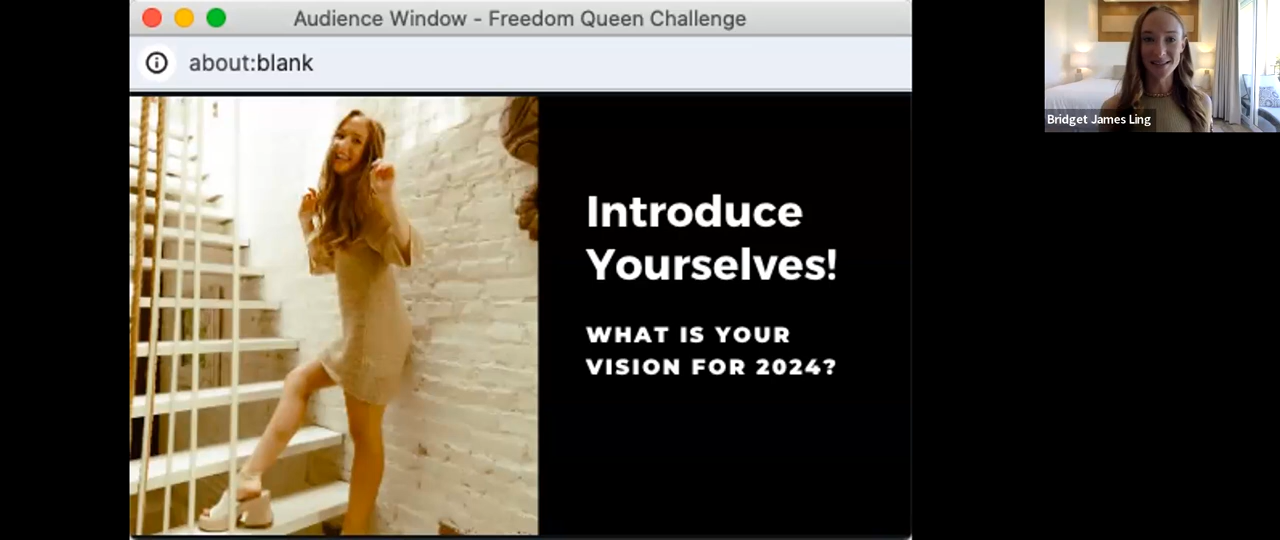 Audience Window - Freedom Queen Challenge
about:blank
Introduce
Yourselves!
WHAT IS YOUR
VISION FOR 2024?
Bridget James Ling